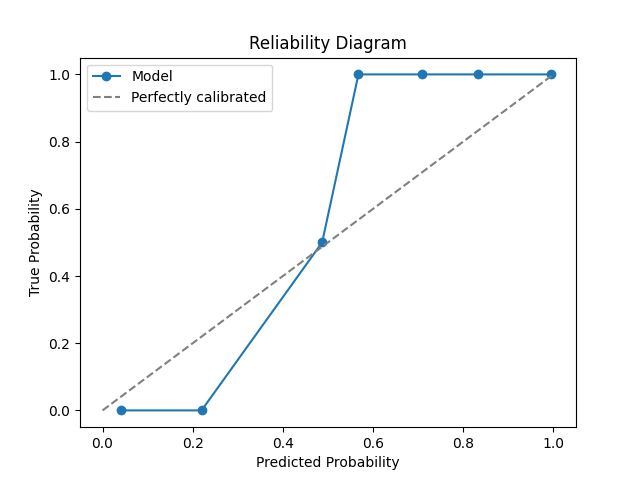 Reliability Diagram
Model
Perfectly calibrated
True Probability
1.0
0.8
0.6
0.4
0.2
0.0
0.0 0.2 0.4 0.6 0.8 1.0
Predicted Probability